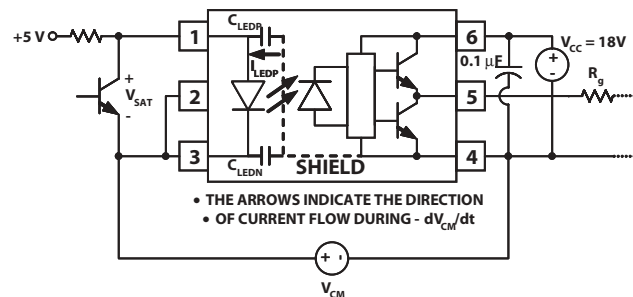 +5 V
1
C LEDP
I LEDP
+
V SAT
-
2
3
C LEDN
SHIELD
6
5
4
0.1 µF
+
-
V CC = 18V
R g
• THE ARROWS INDICATE THE DIRECTION
• OF CURRENT FLOW DURING - dV CM/dt
+ -
V CM